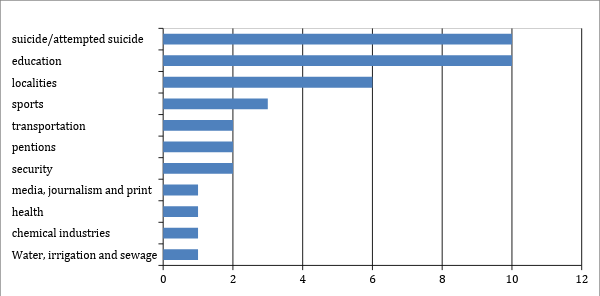 suicide/attempted suicide
education
localities
sports
transportation
pentions
security
media, journalism and print
health
chemical industries
Water, irrigation and sewage
0 2 4 6 8 10 12